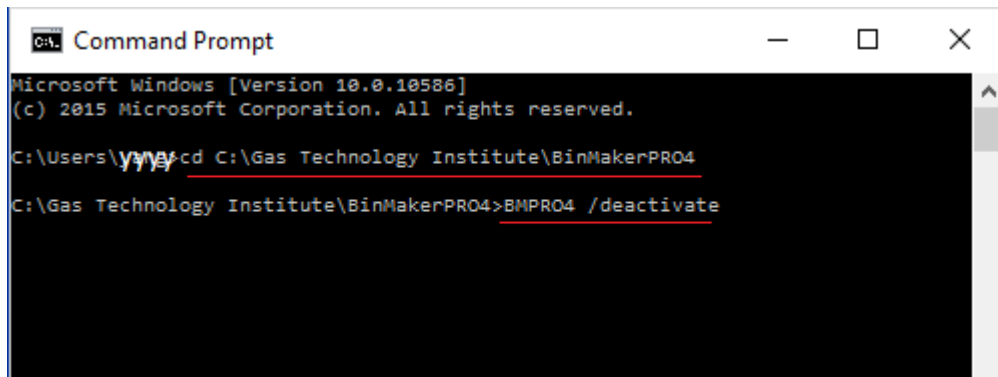 Command Prompt
Microsoft Windows [Version 10.0.10586]
(c) 2015 Microsoft Corporation. All rights reserved.
C:\Users\yyyy>cd C:\Gas Technology Institute\BinMakerPRO4
C:\Gas Technology Institute\BinMakerPRO4>BMPRO4 /deactivate